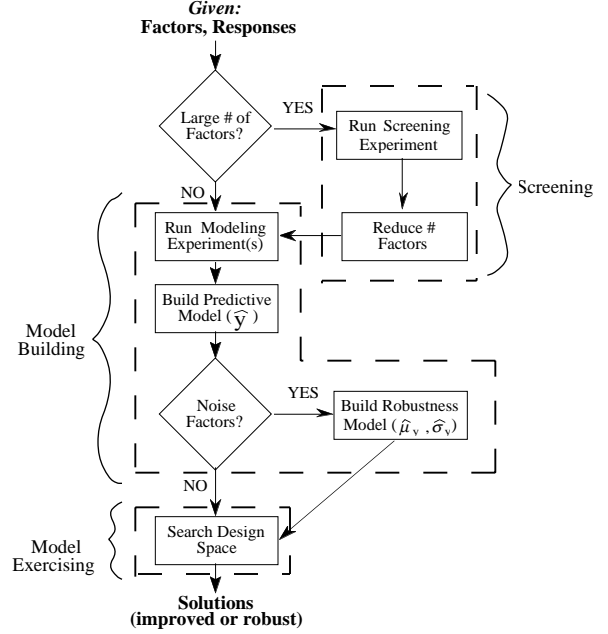 Given:
Factors, Responses
Large # of
Factors?
YES
Run Screening
Experiment
Screening
NO
Run Modeling
Experiment(s)
Reduce #
Factors
Build Predictive
Model (ŷ)
Model
Building
Noise
Factors?
YES
Build Robustness
Model (μ̂v, σ̂v)
NO
Search Design
Space
Model
Exercising
Solutions
(improved or robust)